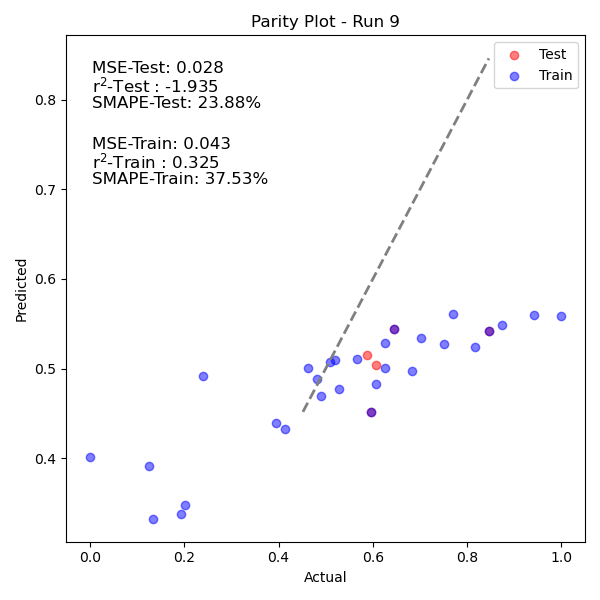 Parity Plot - Run 9
MSE-Test: 0.028
r²-Test : -1.935
SMAPE-Test: 23.88%
MSE-Train: 0.043
r²-Train : 0.325
SMAPE-Train: 37.53%
Test
Train
0.8
0.7
0.6
0.5
0.4
Predicted
0.0 0.2 0.4 0.6 0.8 1.0
Actual